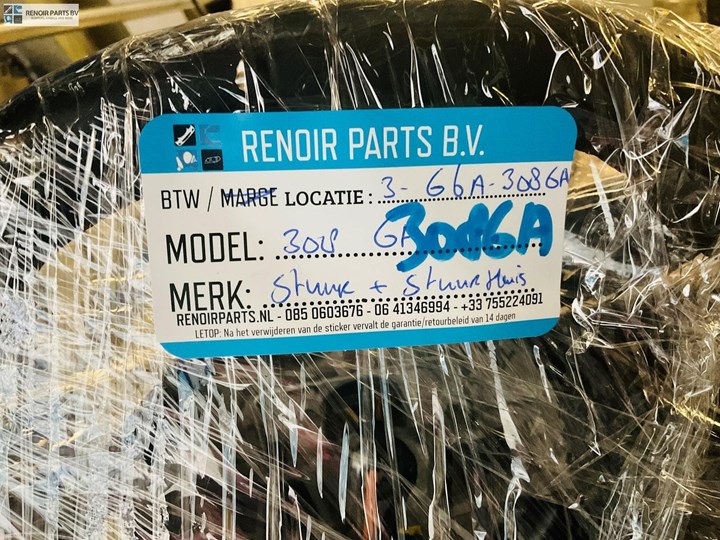 RENOIR PARTS BV
RENOIR PARTS B.V.
BTW / MARGE LOCATIE : 3- G6A-3086A
MODEL: 308 3086A
MERK: Stuur + Stuurhuis
RENOIRPARTS.NL - 085 0603676 - 06 41346994 - +33 755224091
LETOP: Na het verwijderen van de sticker vervalt de garantie/retourbeleid van 14 dagen